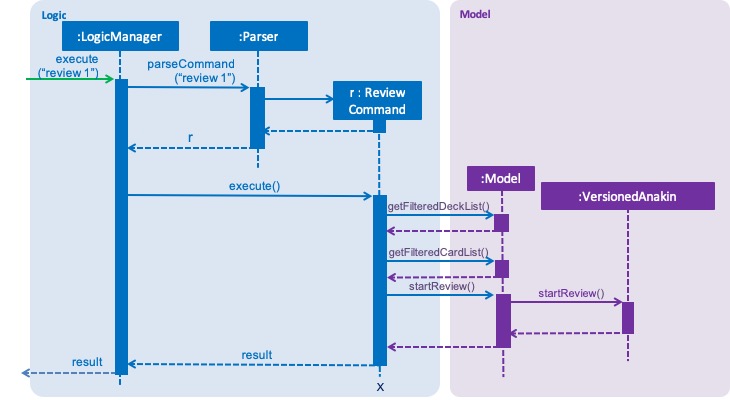 Logic
Model
:LogicManager
:Parser
execute
(“review 1”)
parseCommand
(“review 1”)
r : Review
Command
r
:Model
:VersionedAnakin
execute()
getFilteredDeckList()
getFilteredCardList()
startReview()
startReview()
result
result
X